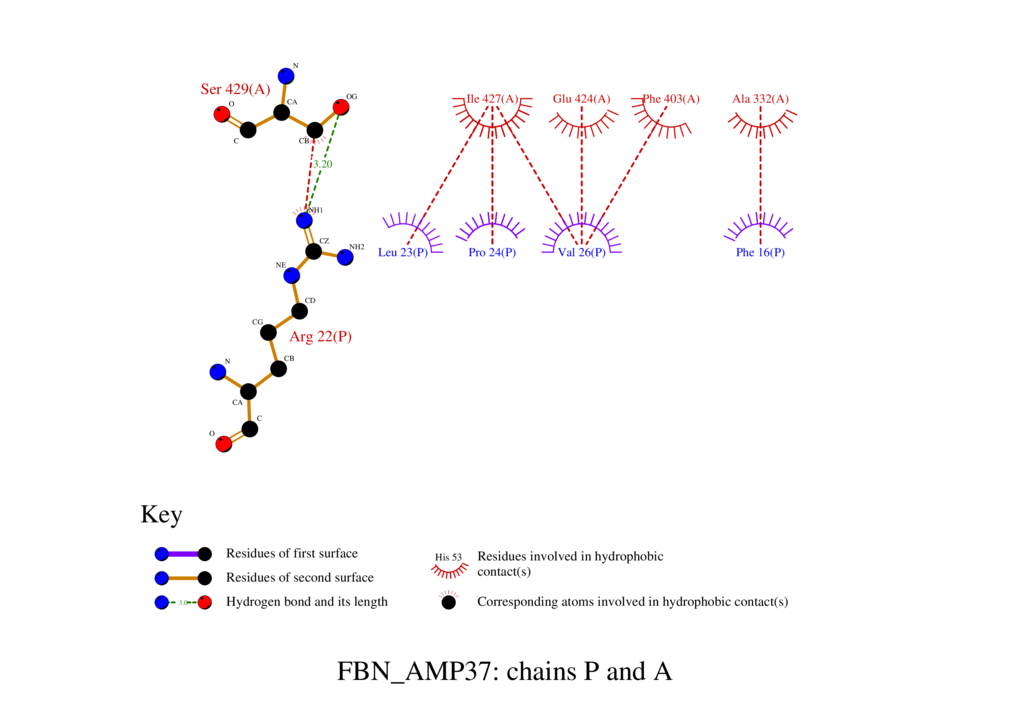 N
Ser 429(A)
O
CA
OG
C
CB
3.20
Ile 427(A)
Glu 424(A)
Phe 403(A)
Ala 332(A)
NH1
CZ
NH2
NE
Leu 23(P)
Pro 24(P)
Val 26(P)
Phe 16(P)
CD
CG
Arg 22(P)
CB
N
CA
C
O
Key
Residues of first surface
Residues of second surface
3.0
Hydrogen bond and its length
His 53
Residues involved in hydrophobic
contact(s)
Corresponding atoms involved in hydrophobic contact(s)
FBN_AMP37: chains P and A